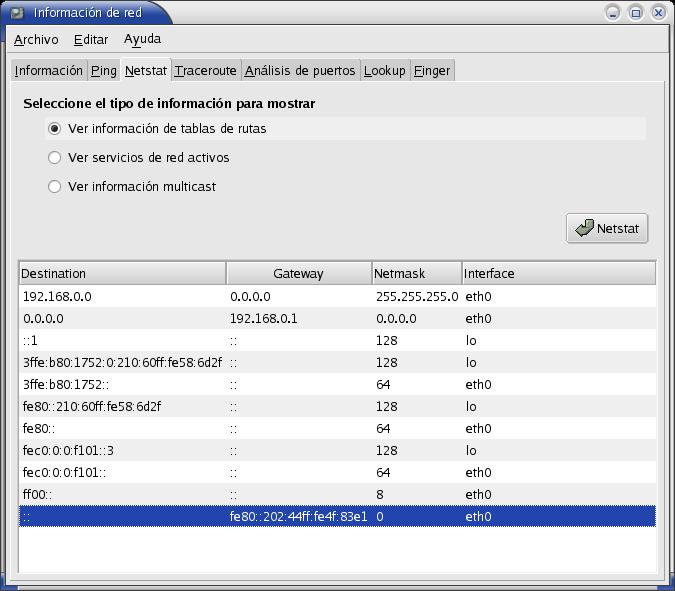 Información de red
Archivo Editar Ayuda
Información Ping Netstat Traceroute Análisis de puertos Lookup Finger
Seleccione el tipo de información para mostrar
Ver información de tablas de rutas
Ver servicios de red activos
Ver información multicast
Netstat
Destination Gateway Netmask Interface
192.168.0.0 0.0.0.0 255.255.255.0 eth0
0.0.0.0 192.168.0.1 0.0.0.0 eth0
::1 :: 128 lo
3ffe:b80:1752:0:210:60ff:fe58:6d2f :: 128 lo
3ffe:b80:1752:: :: 64 eth0
fe80::210:60ff:fe58:6d2f :: 128 lo
fe80:: :: 64 eth0
fec0:0:0:f101::3 :: 128 lo
fec0:0:0:f101:: :: 64 eth0
ff00:: :: 8 eth0
:: fe80::202:44ff:fe4f:83e1 0 eth0